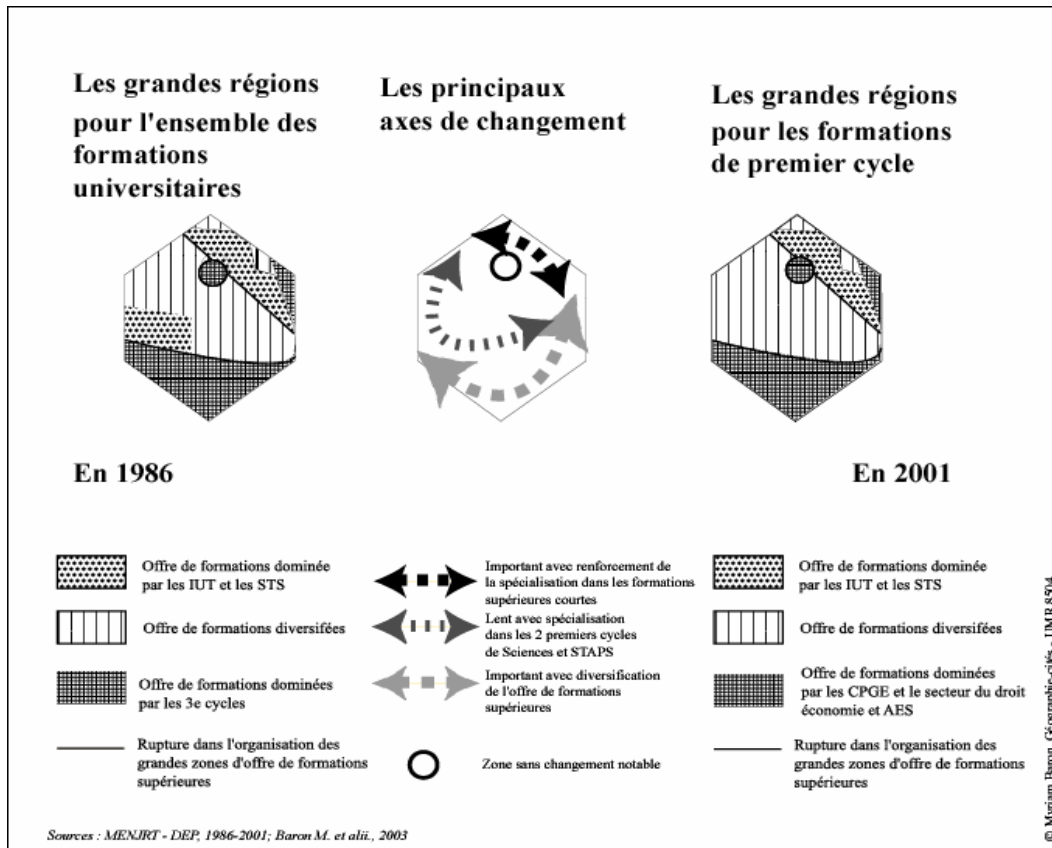 Les grandes régions
pour l'ensemble des
formations
universitaires
Les principaux
axes de changement
Les grandes régions
pour les formations
de premier cycle
En 1986
En 2001
Offre de formations dominée
par les IUT et les STS
Offre de formations diversifées
Offre de formations dominées
par les 3e cycles
Rupture dans l'organisation des
grandes zones d'offre de formations
supérieures
Important avec renforcement de
la spécialisation dans les formations
supérieures courtes
Lent avec spécialisation
dans les 2 premiers cycles
de Sciences et STAPS
Important avec diversification
de l'offre de formations
supérieures
Zone sans changement notable
Offre de formations dominée
par les IUT et les STS
Offre de formations diversifées
Offre de formations dominées
par les CPGE et le secteur du droit
économie et AES
Rupture dans l'organisation des
grandes zones d'offre de formations
supérieures
Sources : MENJRT - DEP, 1986-2001; Baron M. et alii., 2003
© Myriam Baron, Géographie-cités - UMR 8504